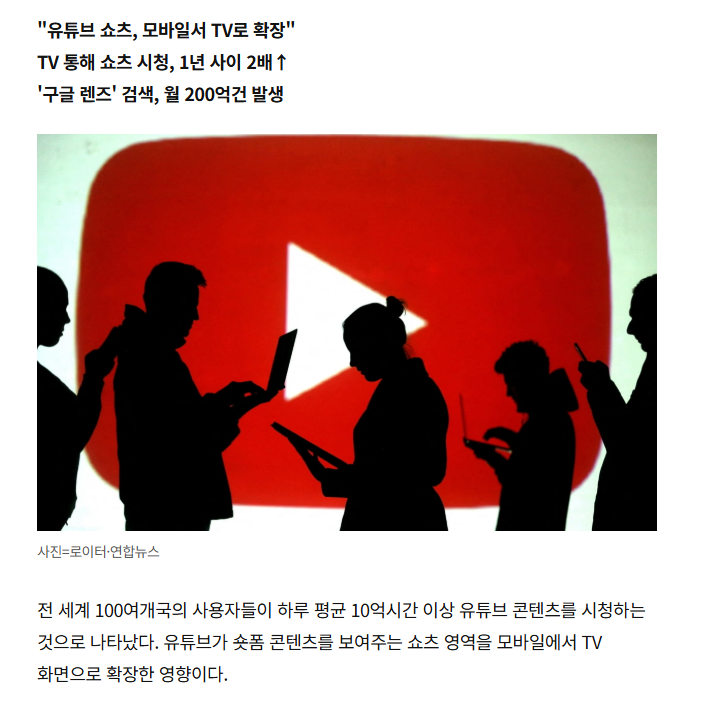 "유튜브 쇼츠, 모바일서 TV로 확장"
TV 통해 쇼츠 시청, 1년 사이 2배↑
'구글 렌즈' 검색, 월 200억건 발생
사진=로이터·연합뉴스
전 세계 100여개국의 사용자들이 하루 평균 10억시간 이상 유튜브 콘텐츠를 시청하는
것으로 나타났다. 유튜브가 숏폼 콘텐츠를 보여주는 쇼츠 영역을 모바일에서 TV
화면으로 확장한 영향이다.